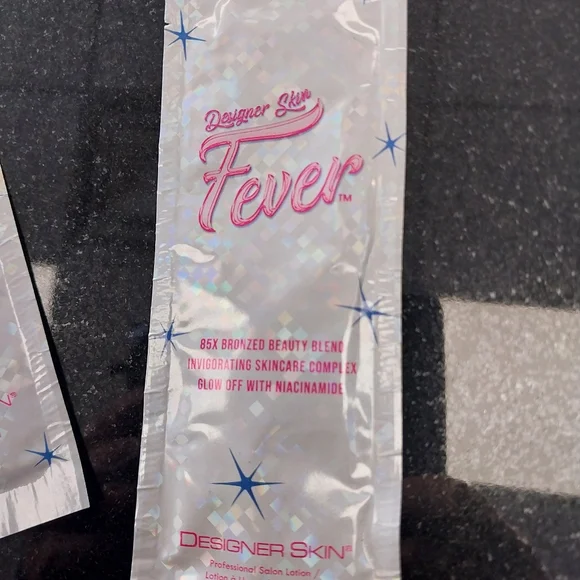 Designer Skin
Fever™
85X BRONZED BEAUTY BLEND
INVIGORATING SKINCARE COMPLEX
GLOW OFF WITH NIACINAMIDE
DESIGNER SKIN®
Professional Salon Lotion
Lotion à